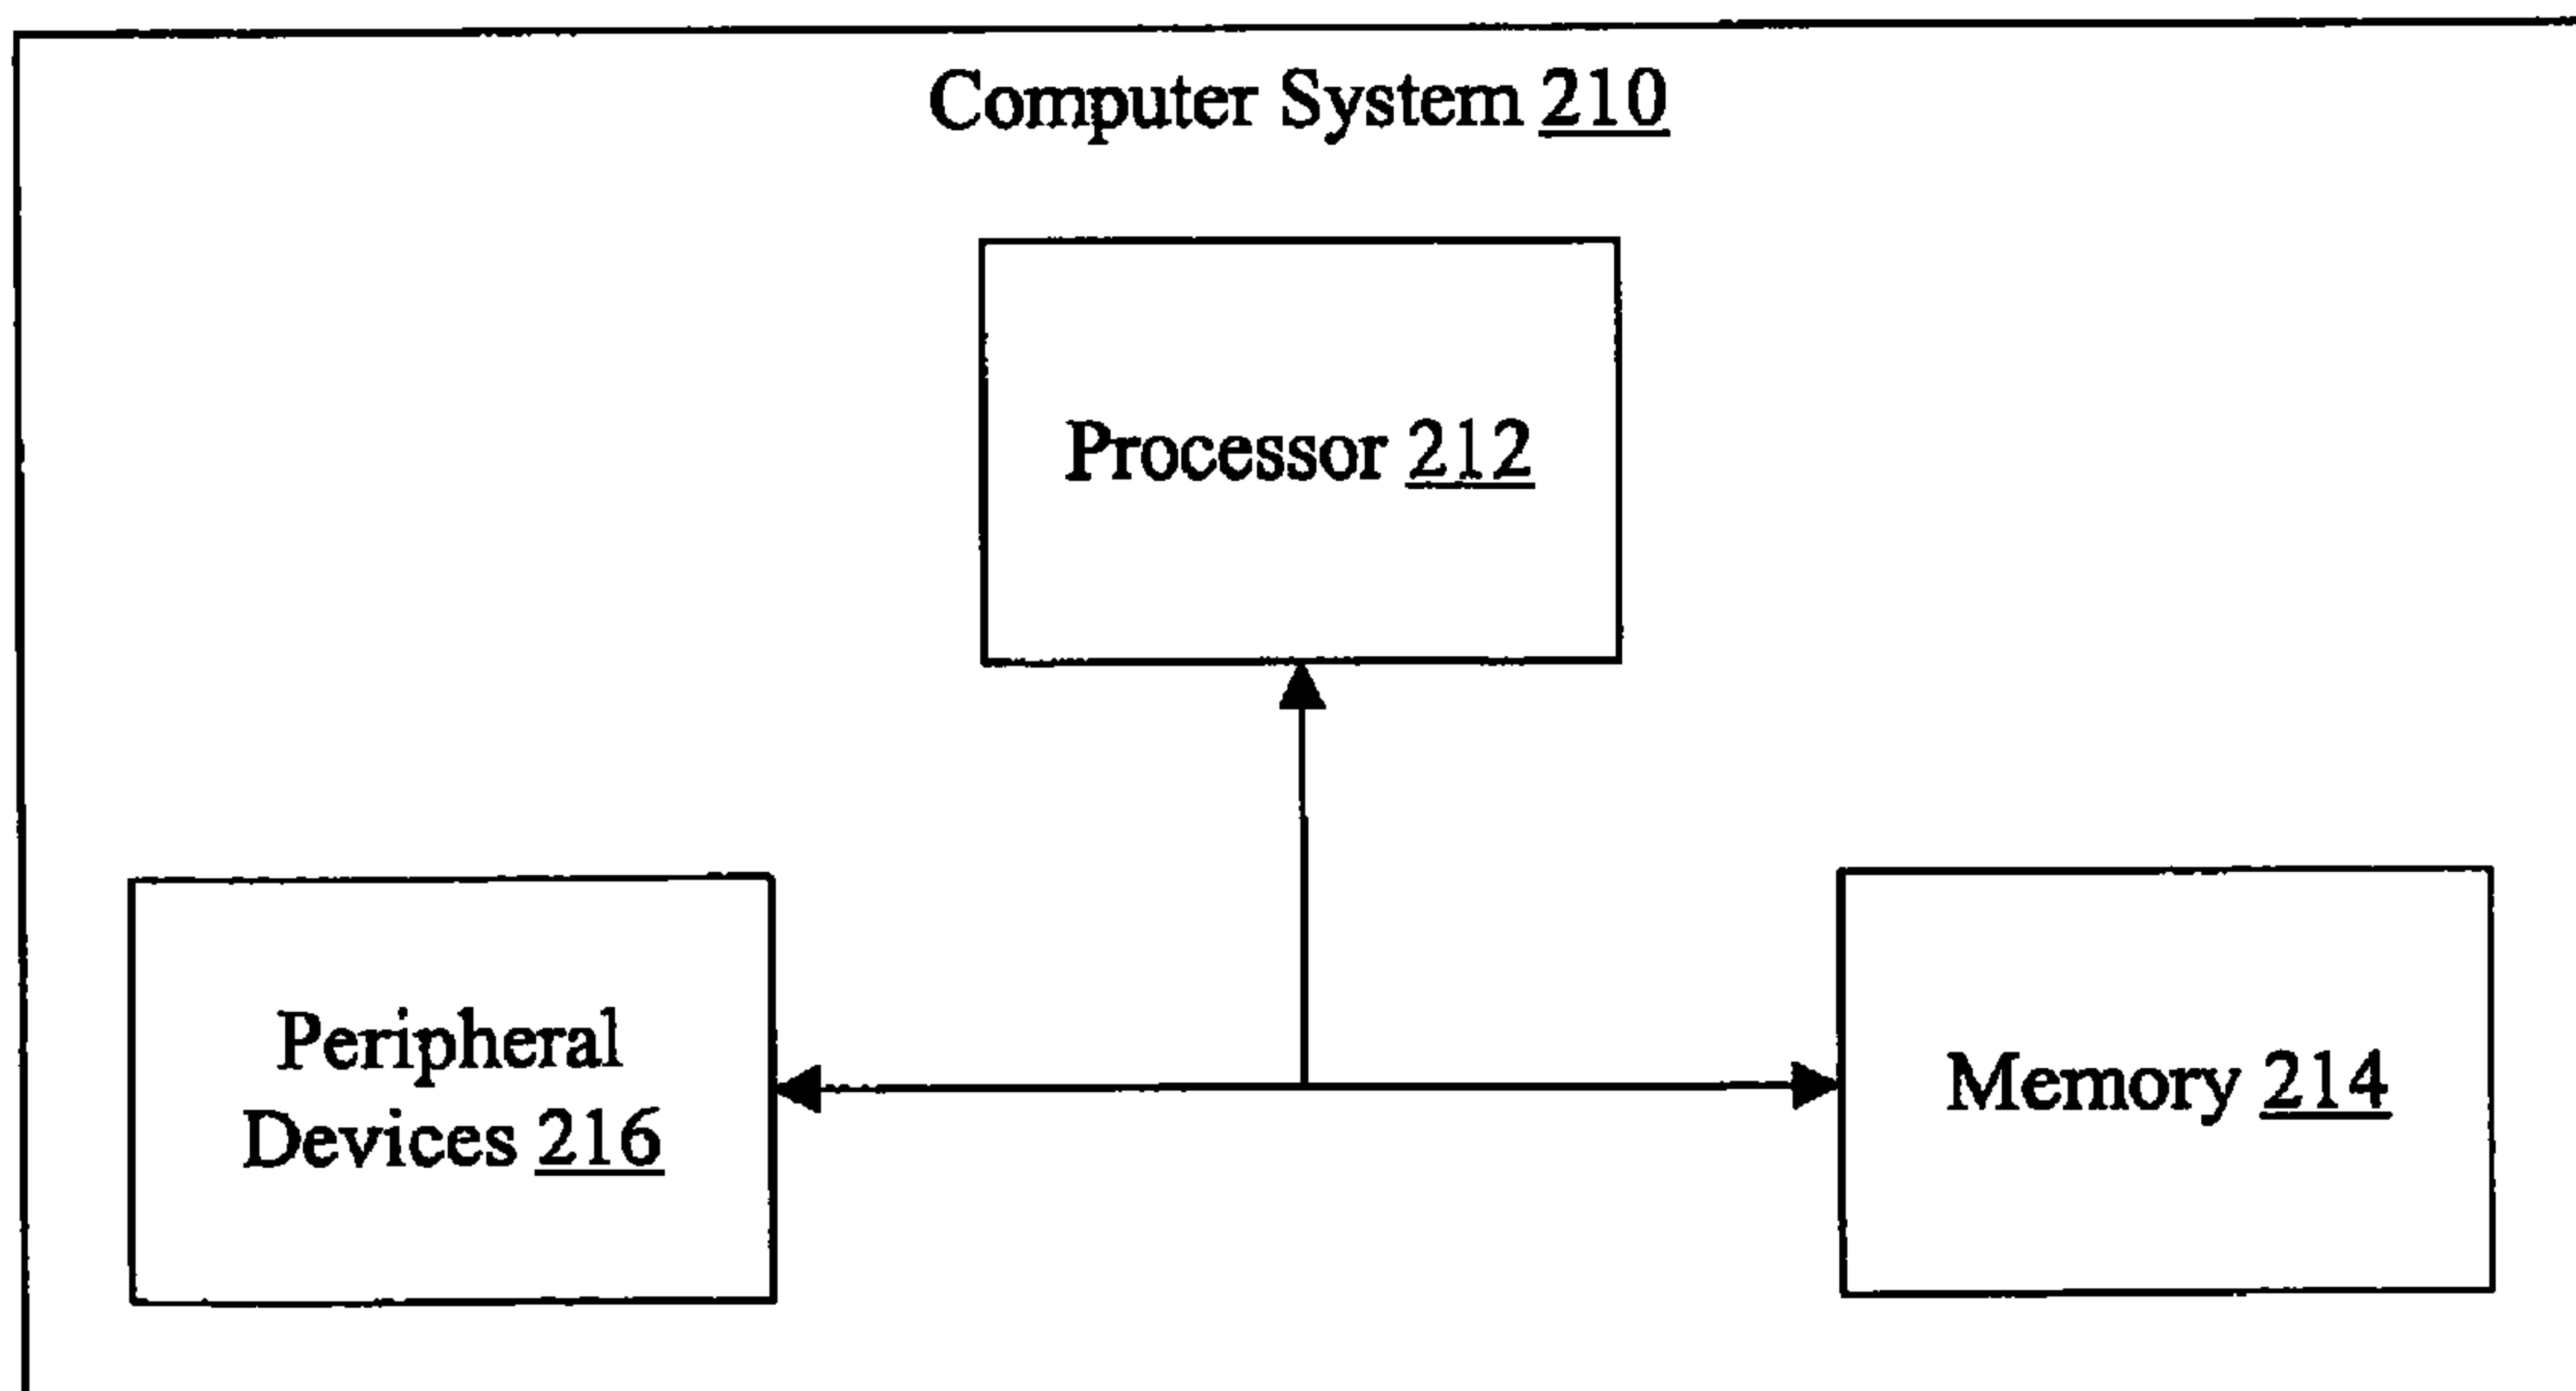 Computer System 210
Processor 212
Peripheral
Devices 216
Memory 214